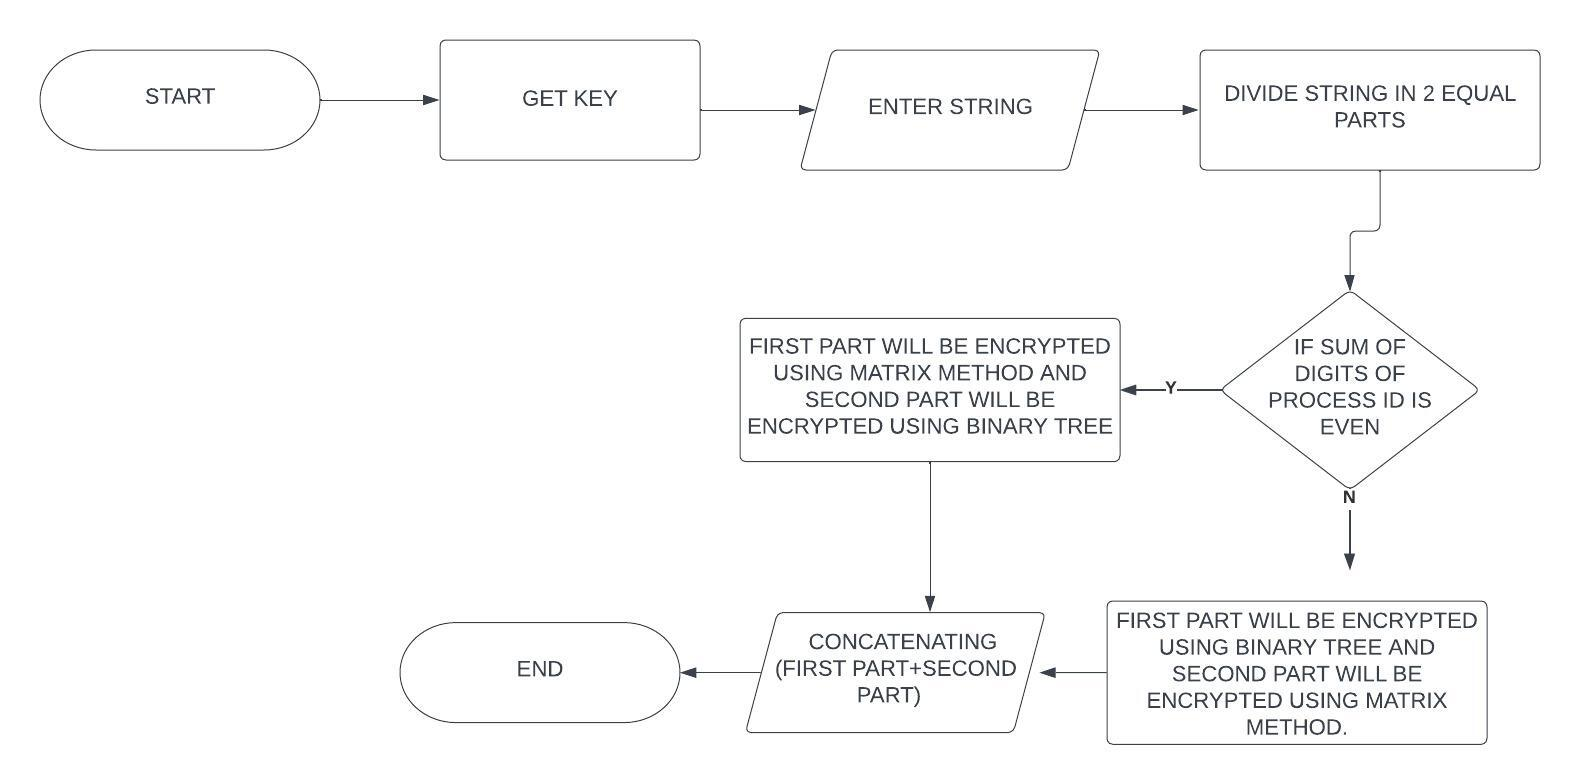 START
GET KEY
ENTER STRING
DIVIDE STRING IN 2 EQUAL
PARTS
IF SUM OF
DIGITS OF
PROCESS ID IS
EVEN
Y
FIRST PART WILL BE ENCRYPTED
USING MATRIX METHOD AND
SECOND PART WILL BE
ENCRYPTED USING BINARY TREE
N
FIRST PART WILL BE ENCRYPTED
USING BINARY TREE AND
SECOND PART WILL BE
ENCRYPTED USING MATRIX
METHOD.
CONCATENATING
(FIRST PART+SECOND
PART)
END